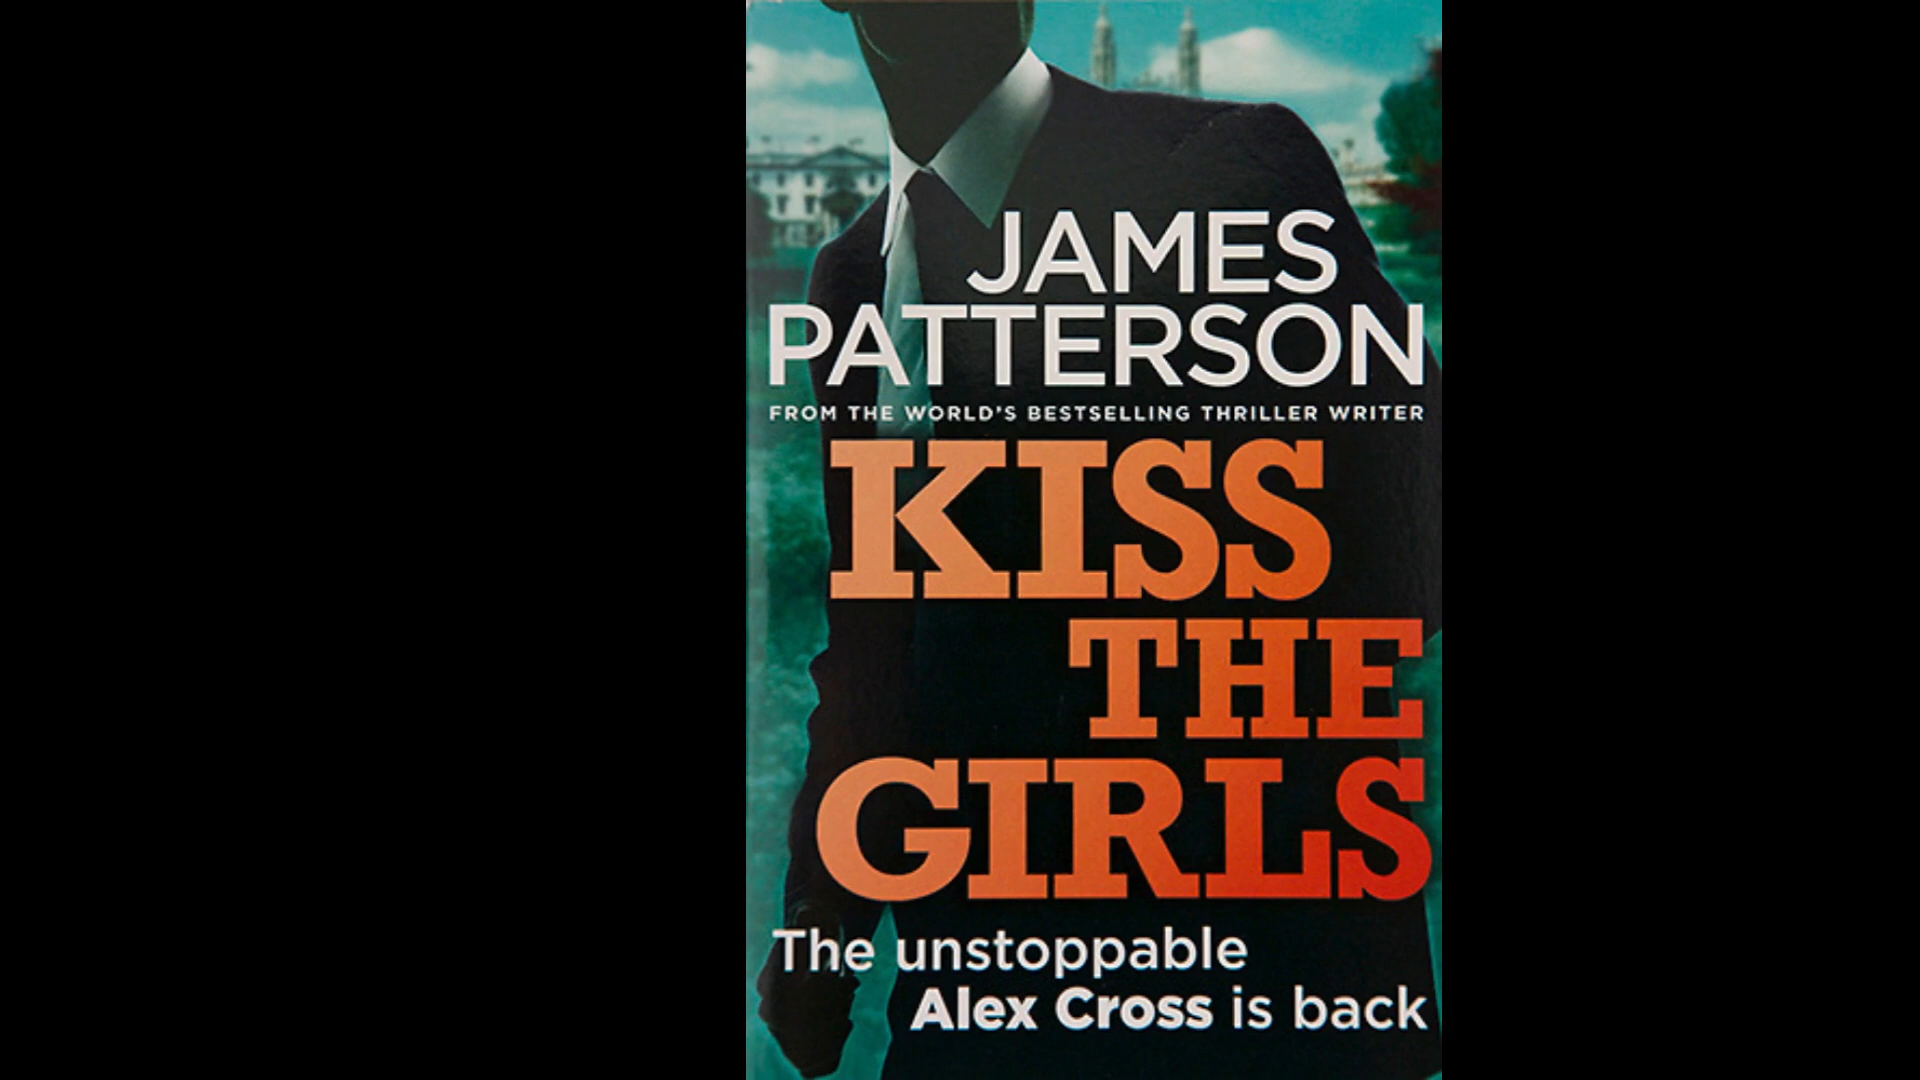 JAMES
PATTERSON
FROM THE WORLD'S BESTSELLING THRILLER WRITER
KISS
THE
GIRLS
The unstoppable
Alex Cross is back